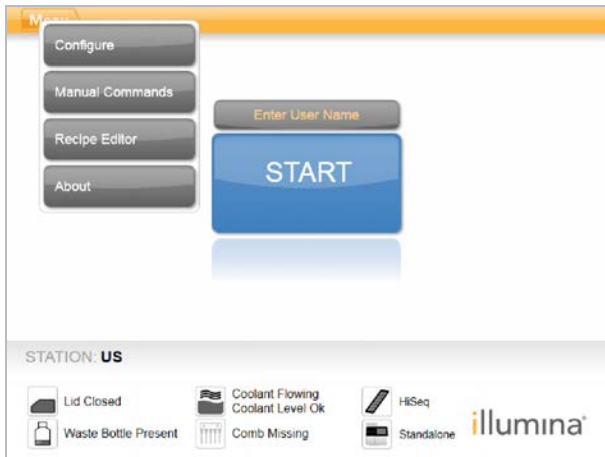 Menu
Configure
Manual Commands
Recipe Editor
About
Enter User Name
START
STATION: US
Lid Closed
Coolant Flowing
Coolant Level Ok
HiSeq
Waste Bottle Present
Comb Missing
Standalone
illumina